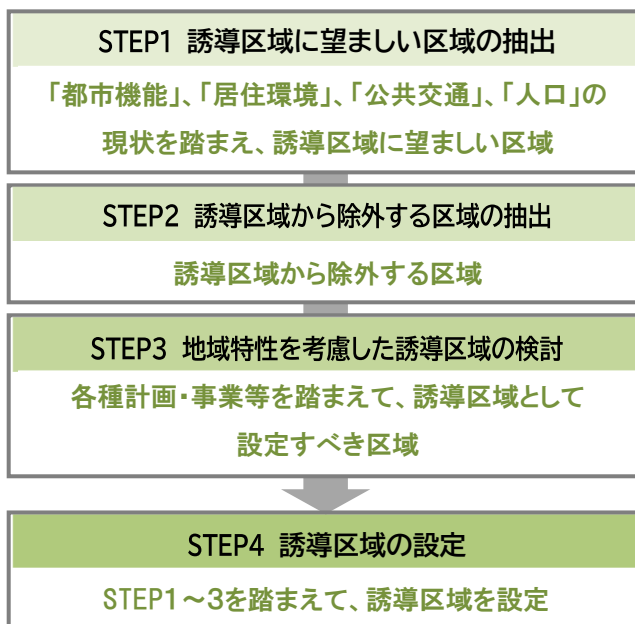 STEP1 誘導区域に望ましい区域の抽出
「都市機能」、「居住環境」、「公共交通」、「人口」の
現状を踏まえ、誘導区域に望ましい区域
STEP2 誘導区域から除外する区域の抽出
誘導区域から除外する区域
STEP3 地域特性を考慮した誘導区域の検討
各種計画・事業等を踏まえて、誘導区域として
設定すべき区域
STEP4 誘導区域の設定
STEP1～3を踏まえて、誘導区域を設定